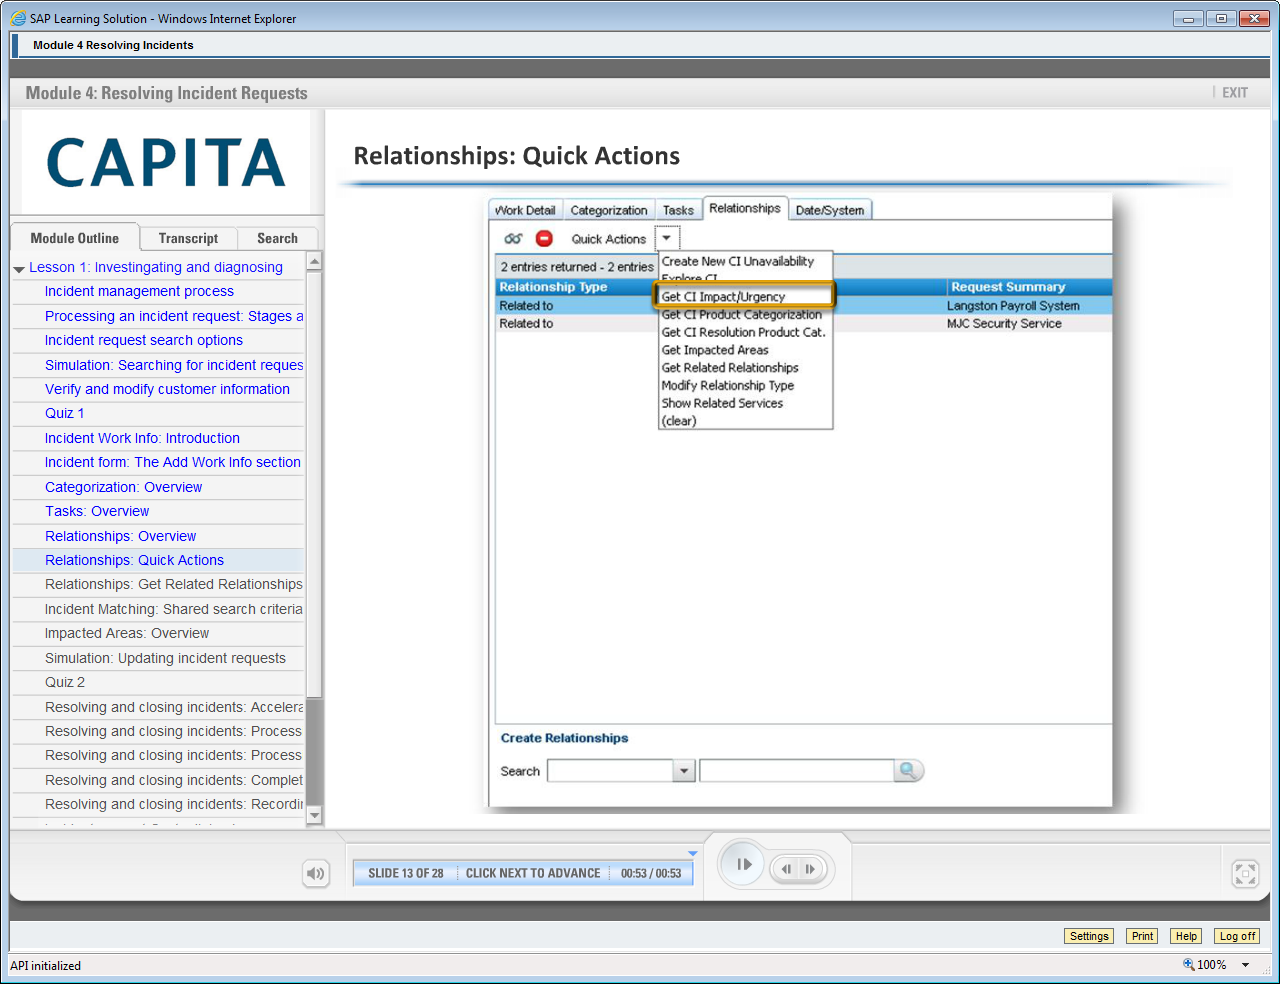 SAP Learning Solution - Windows Internet Explorer
Module 4 Resolving Incidents
Module 4: Resolving Incident Requests
EXIT
CAPITA
Module Outline
Transcript
Search
Lesson 1: Investingating and diagnosing
Incident management process
Processing an incident request: Stages a
Incident request search options
Simulation: Searching for incident reques
Verify and modify customer information
Quiz 1
Incident Work Info: Introduction
Incident form: The Add Work Info section
Categorization: Overview
Tasks: Overview
Relationships: Overview
Relationships: Quick Actions
Relationships: Get Related Relationships
Incident Matching: Shared search criteria
Impacted Areas: Overview
Simulation: Updating incident requests
Quiz 2
Resolving and closing incidents: Accelera
Resolving and closing incidents: Process
Resolving and closing incidents: Process
Resolving and closing incidents: Complet
Resolving and closing incidents: Recordin
Relationships: Quick Actions
Work Detail
Categorization
Tasks
Relationships
Date/System
Quick Actions
2 entries returned - 2 entries
Relationship Type
Request Summary
Related to
Langston Payroll System
Related to
MJC Security Service
Create New CI Unavailability
Explore CI
Get CI Impact/Urgency
Get CI Product Categorization
Get CI Resolution Product Cat.
Get Impacted Areas
Get Related Relationships
Modify Relationship Type
Show Related Services
(clear)
Create Relationships
Search
SLIDE 13 OF 28
CLICK NEXT TO ADVANCE
00:53 / 00:53
Settings
Print
Help
Log off
API initialized
100%